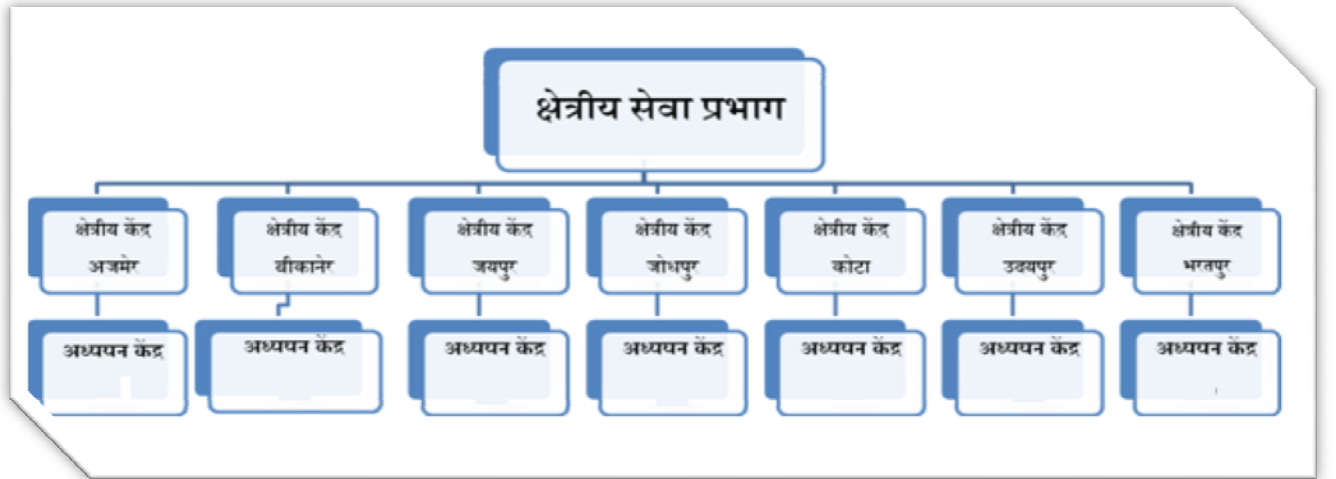 क्षेत्रीय सेवा प्रभाग
क्षेत्रीय केंद्र
अजमेर
क्षेत्रीय केंद्र
बीकानेर
क्षेत्रीय केंद्र
जयपुर
क्षेत्रीय केंद्र
जोधपुर
क्षेत्रीय केंद्र
कोटा
क्षेत्रीय केंद्र
उदयपुर
क्षेत्रीय केंद्र
भरतपुर
अध्ययन केंद्र
अध्ययन केंद्र
अध्ययन केंद्र
अध्ययन केंद्र
अध्ययन केंद्र
अध्ययन केंद्र
अध्ययन केंद्र